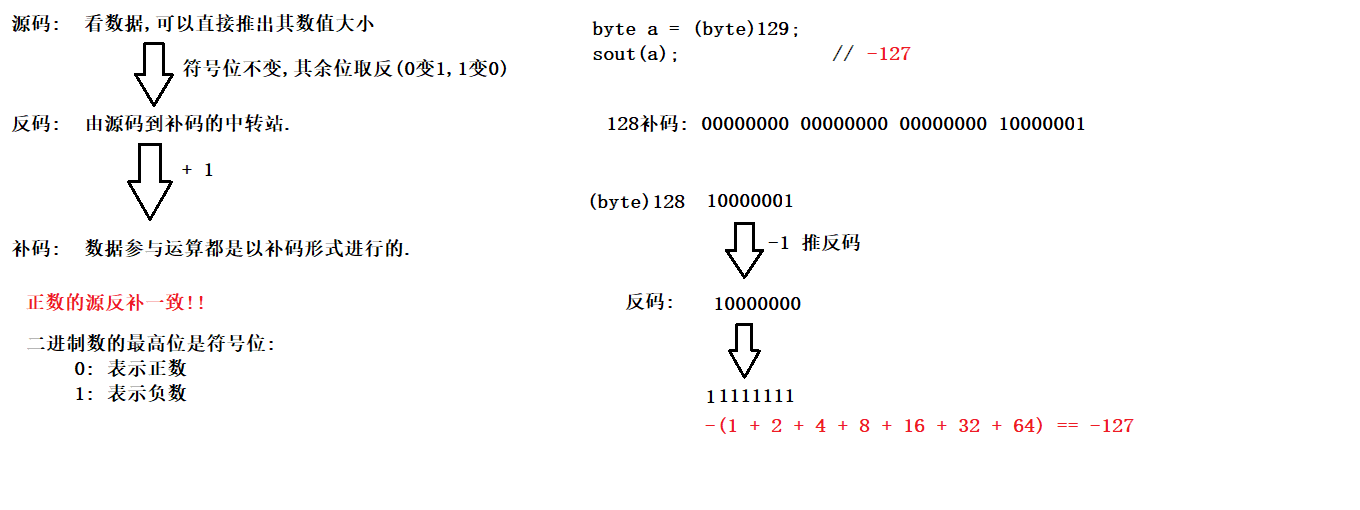 源码: 看数据,可以直接推出其数值大小
符号位不变,其余位取反(0变1,1变0)
反码: 由源码到补码的中转站.
+ 1
补码: 数据参与运算都是以补码形式进行的.
正数的源反补一致!!
二进制数的最高位是符号位:
0: 表示正数
1: 表示负数
byte a = (byte)129;
sout(a); // -127
128补码: 00000000 00000000 00000000 10000001
(byte)128 10000001
-1 推反码
反码: 10000000
11111111
-(1 + 2 + 4 + 8 + 16 + 32 + 64) == -127